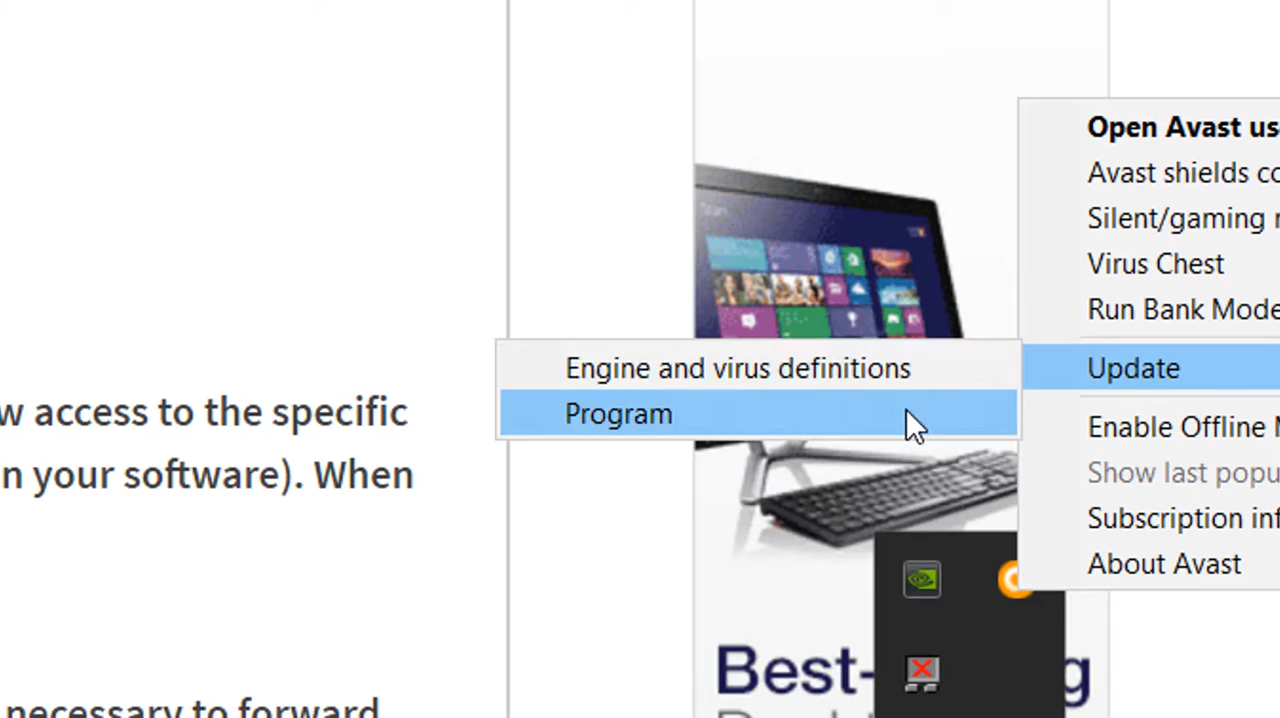 Open Avast us
Avast shields co
Silent/gaming
Virus Chest
Run Bank Mode
Engine and virus definitions
Update
Program
Enable Offline
Show last popu
Subscription inf
About Avast
w access to the specific
n your software). When
necessary to forward
Start
Best-
g